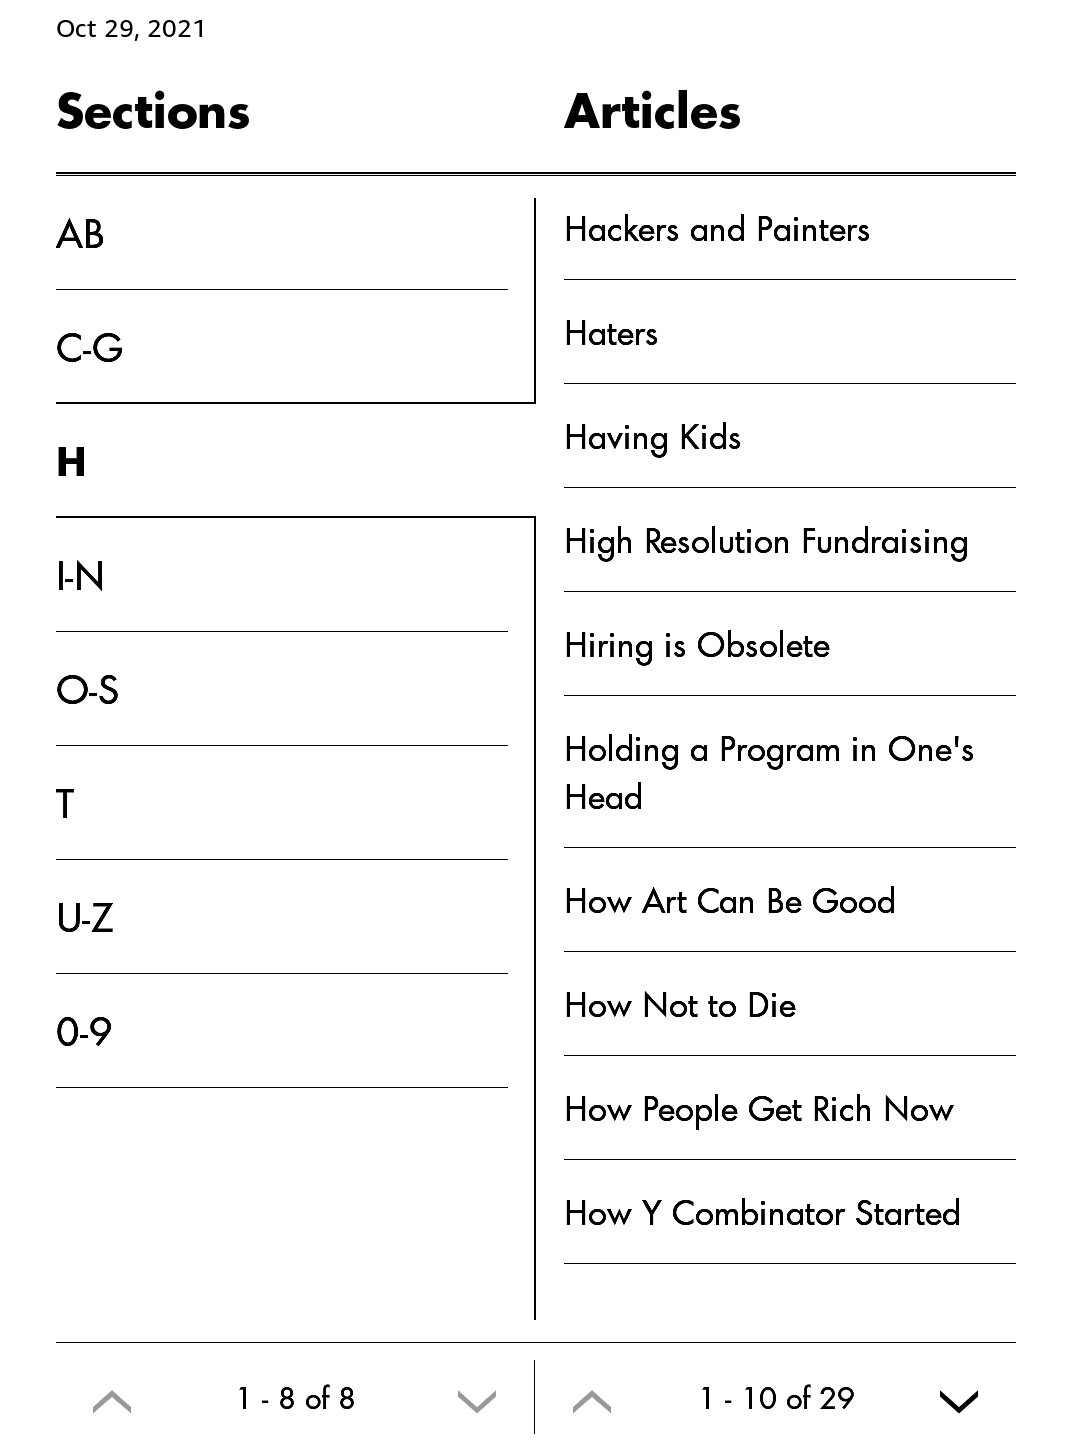 Oct 29, 2021
Sections
AB
C-G
H
I-N
O-S
T
U-Z
0-9
1 - 8 of 8
Articles
Hackers and Painters
Haters
Having Kids
High Resolution Fundraising
Hiring is Obsolete
Holding a Program in One's
Head
How Art Can Be Good
How Not to Die
How People Get Rich Now
How Y Combinator Started
1 - 10 of 29